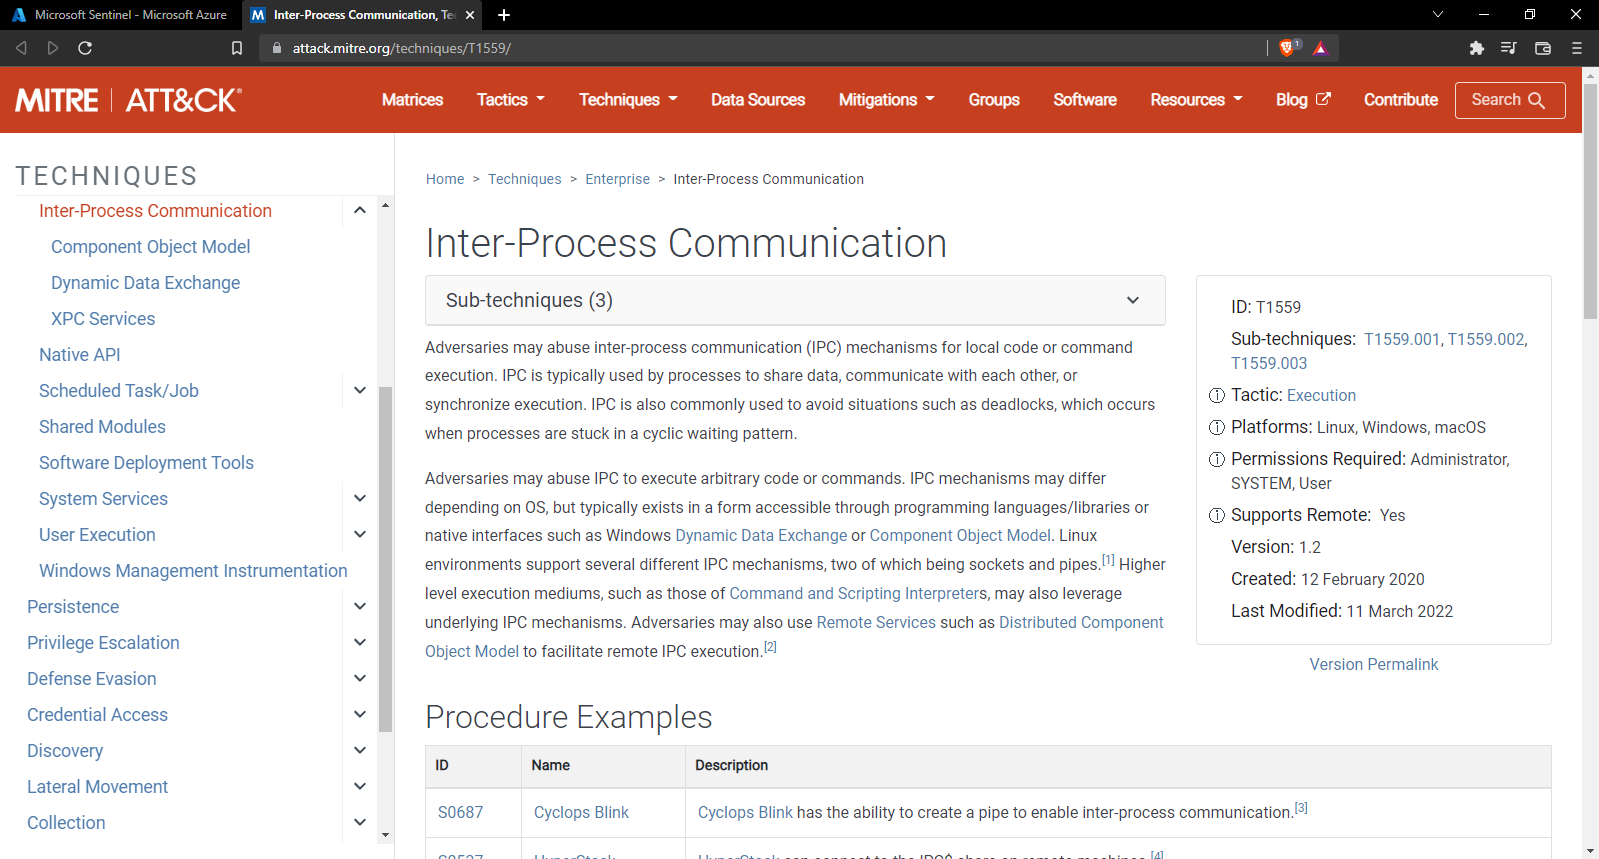 Microsoft Sentinel - Microsoft Azure
Inter-Process Communication, Te
attack.mitre.org/techniques/T1559/
1
MITRE | ATT&CK®
Matrices
Tactics
Techniques
Data Sources
Mitigations
Groups
Software
Resources
Blog
Contribute
Search
TECHNIQUES
Inter-Process Communication
Component Object Model
Dynamic Data Exchange
XPC Services
Native API
Scheduled Task/Job
Shared Modules
Software Deployment Tools
System Services
User Execution
Windows Management Instrumentation
Persistence
Privilege Escalation
Defense Evasion
Credential Access
Discovery
Lateral Movement
Collection
Home > Techniques > Enterprise > Inter-Process Communication
Inter-Process Communication
Sub-techniques (3)
Adversaries may abuse inter-process communication (IPC) mechanisms for local code or command
execution. IPC is typically used by processes to share data, communicate with each other, or
synchronize execution. IPC is also commonly used to avoid situations such as deadlocks, which occurs
when processes are stuck in a cyclic waiting pattern.
Adversaries may abuse IPC to execute arbitrary code or commands. IPC mechanisms may differ
depending on OS, but typically exists in a form accessible through programming languages/libraries or
native interfaces such as Windows Dynamic Data Exchange or Component Object Model. Linux
environments support several different IPC mechanisms, two of which being sockets and pipes.[1] Higher
level execution mediums, such as those of Command and Scripting Interpreters, may also leverage
underlying IPC mechanisms. Adversaries may also use Remote Services such as Distributed Component
Object Model to facilitate remote IPC execution.[2]
ID: T1559
Sub-techniques: T1559.001, T1559.002,
T1559.003
Tactic: Execution
Platforms: Linux, Windows, macOS
Permissions Required: Administrator,
SYSTEM, User
Supports Remote: Yes
Version: 1.2
Created: 12 February 2020
Last Modified: 11 March 2022
Version Permalink
Procedure Examples
ID Name Description
S0687 Cyclops Blink Cyclops Blink has the ability to create a pipe to enable inter-process communication.[3]
S0537 HyperStack HyperStack can connect to the IPC$ share on remote machines.[4]